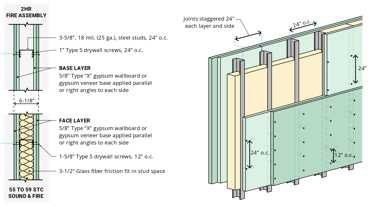 2HR
FIRE ASSEMBLY
3-5/8", 18 mil. (25 ga.), steel studs, 24" o.c.
1" Type S drywall screws, 24" o.c.
BASE LAYER
5/8" Type "X" gypsum wallboard or
gypsum veneer base applied parallel
or right angles to each side
6-1/8"
FACE LAYER
5/8" Type "X" gypsum wallboard or
gypsum veneer base applied parallel
or right angles to each side
1-5/8" Type S drywall screws, 12" o.c.
3-1/2" Glass fiber friction fit in stud space
55 TO 59 STC
SOUND & FIRE
Joints staggered 24"
each layer and side
24" o.c.
24"
24" o.c.
12" o.c.